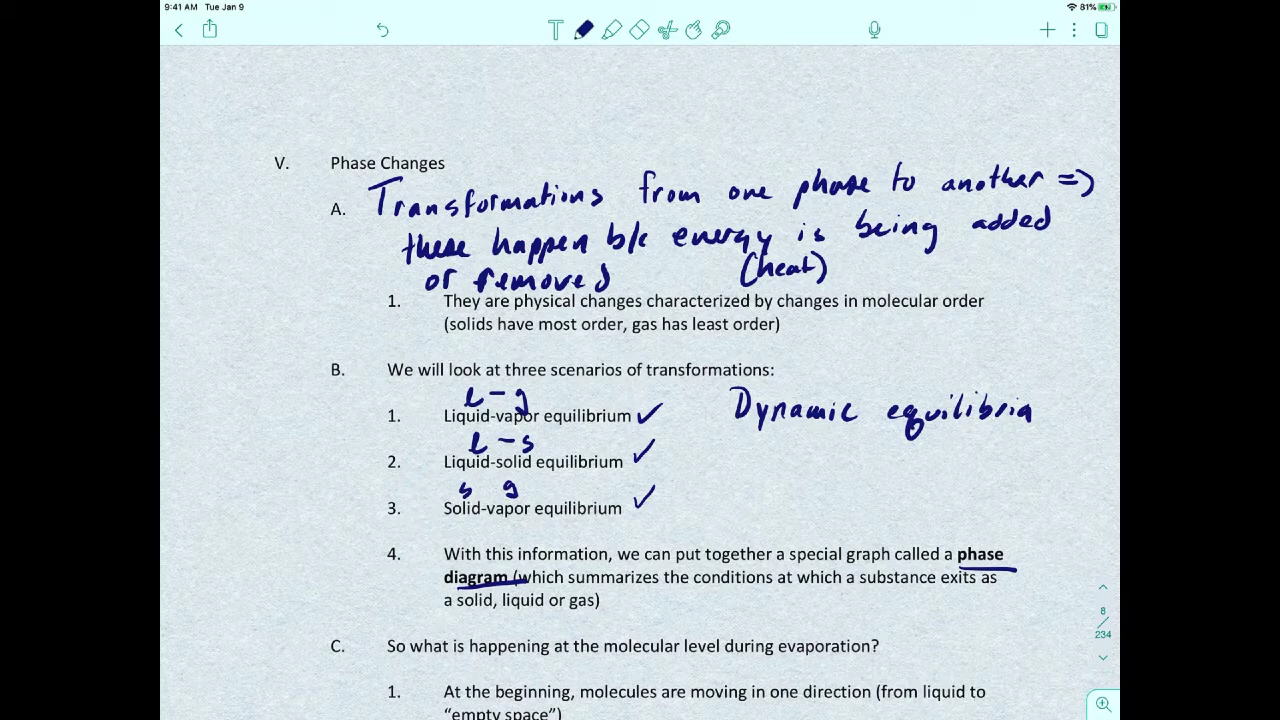 9:41 AM Tue Jan 9
81%
T
V. Phase Changes
A. Transformations from one phase to another =>
these happen b/c energy is being added
or removed (heat)
1. They are physical changes characterized by changes in molecular order
(solids have most order, gas has least order)
B. We will look at three scenarios of transformations:
l - g
1. Liquid-vapor equilibrium ✓ Dynamic equilibria
l - s
2. Liquid-solid equilibrium ✓
s g
3. Solid-vapor equilibrium ✓
4. With this information, we can put together a special graph called a phase
diagram (which summarizes the conditions at which a substance exits as
a solid, liquid or gas)
8
/
234
C. So what is happening at the molecular level during evaporation?
1. At the beginning, molecules are moving in one direction (from liquid to
"empty space")